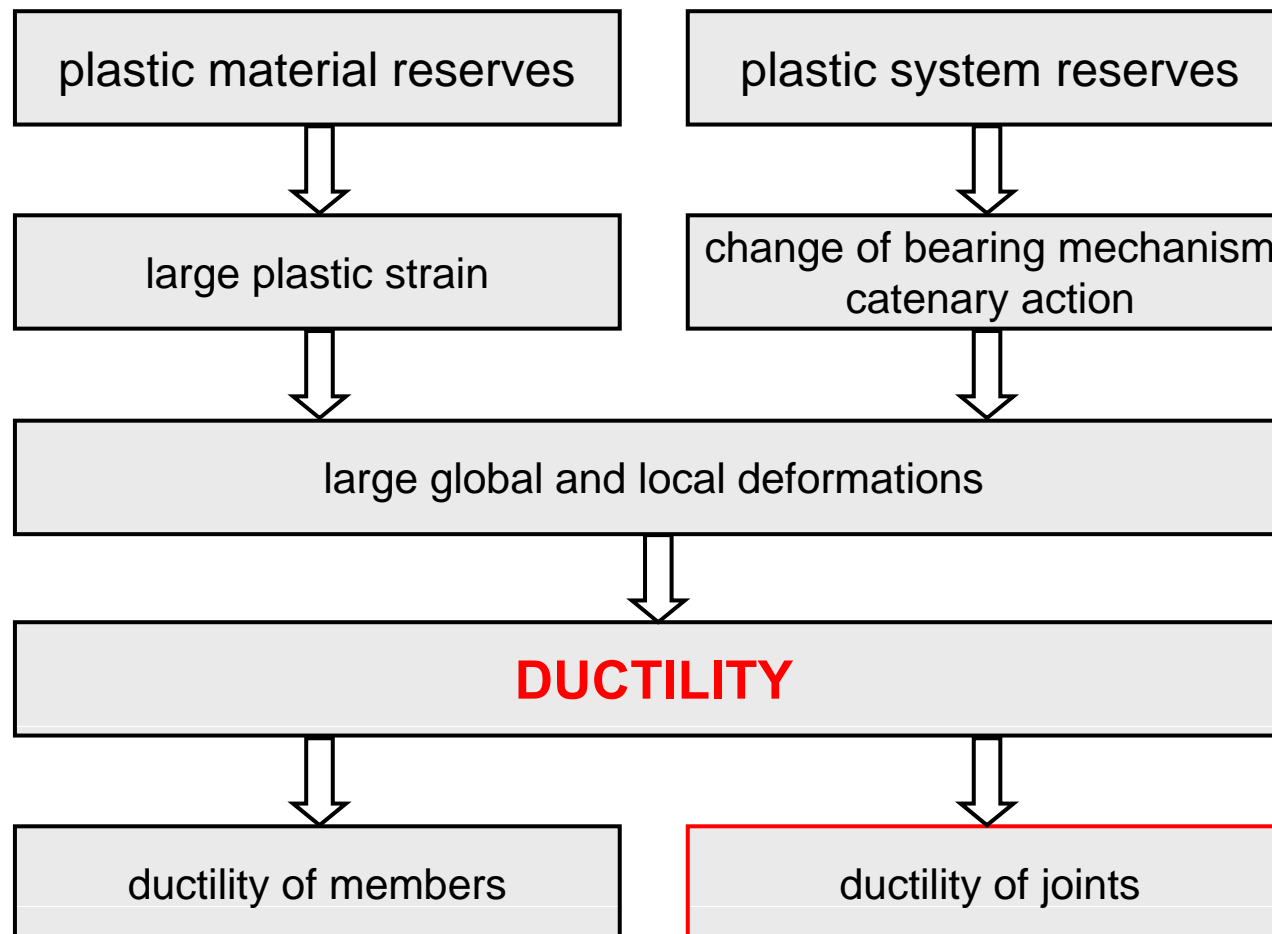 plastic material reserves
plastic system reserves
large plastic strain
change of bearing mechanism
catenary action
large global and local deformations
DUCTILITY
ductility of members
ductility of joints